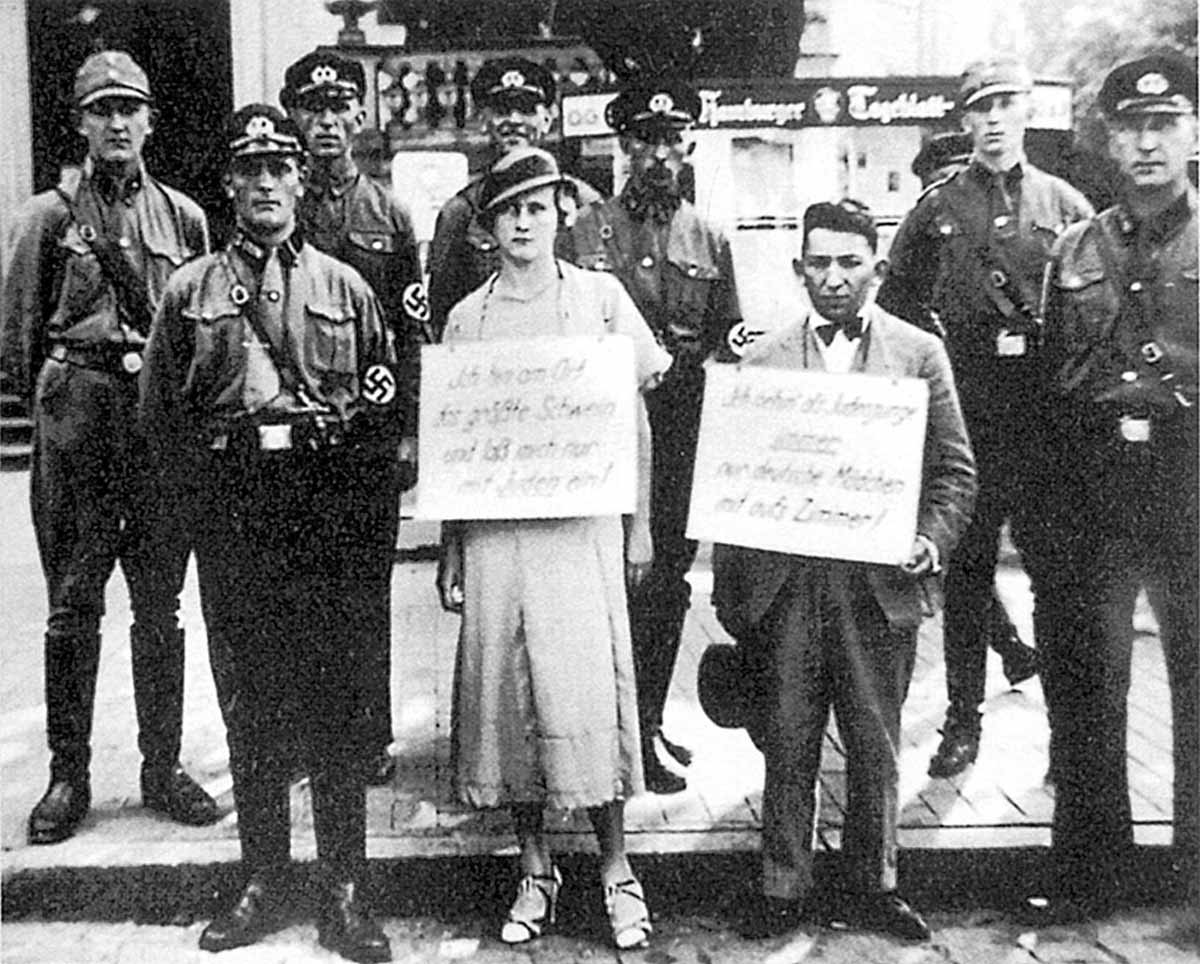 Hamburger Tageblatt
Ich bin am Ort
das größte Schwein
und laß mich nur
mit Juden ein!
Ich nehm' als Judenjunge
immer
nur deutsche Mädchen
mit aufs Zimmer!